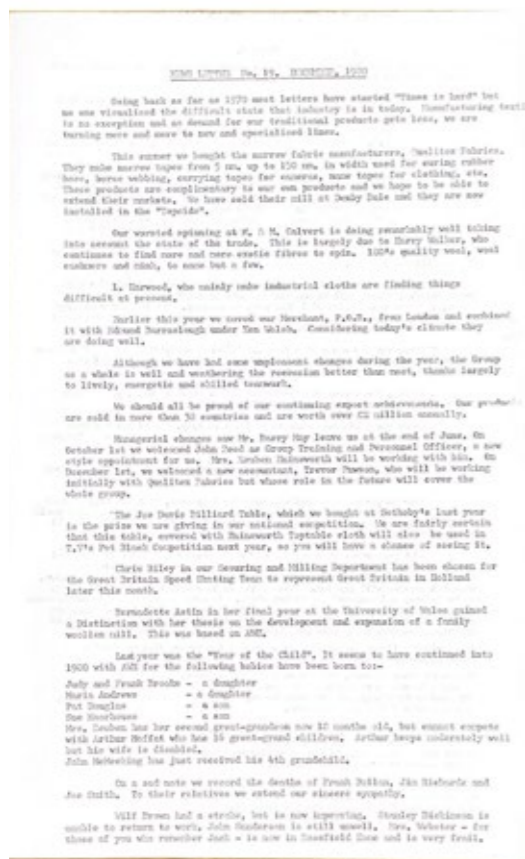 NEWS LETTER No. 19. NOVEMBER, 1980
Going back as far as 1970 most letters have started "Times is hard" but
no one visualised the difficult state that industry is in today. Manufacturing
is no exception and as demand for our traditional products gets less, we are
turning more and more to new and specialised lines.
This summer we bought the narrow fabric manufacturers, Qualitex Fabrics.
They make narrow tapes from 5 mm. up to 150 mm. in width used for curing rubber
hose, horse webbing, carrying tapes for cameras, name tapes for clothing, etc.
These products are complimentary to our own products and we hope to be able to
extend their markets. We have sold their mill at Denby Dale and they are now
installed in the "Topside".
Our worsted spinning at Calvert is doing remarkably well taking
into account the state of the trade. This is largely due to Harry Walker, who
continues to find more and more exotic fibres to spin. 100% quality wool, wool
cashmere and mink, to name but a few.
L. Harwood, who mainly make industrial cloths are finding things
difficult at present.
Earlier this year we moved our Merchant, from London and combined
it with Edmund under Ken Walsh. Considering today's climate they
are doing well.
Although we have had some unpleasant changes during the year, the Group
as a whole is well and weathering the recession better than most, thanks largely
to lively, energetic and skilled teamwork.
We should all be proud of our continuing export achievements. Our
are sold in more than 50 countries and are worth over million annually.
Managerial changes saw Mr. Barry May leave us at the end of June. On
October 1st we welcomed John Reed as Group Training and Personnel Officer, a new
style appointment for us. Mrs. Reuben Hainsworth will be working with him. On
December 1st, we welcomed a new accountant, Trevor Pawson, who will be working
initially with Qualitex Fabrics but whose role in the future will cover the
whole group.
The Joe Davis Billiard Table, which we bought at Sotheby's last year
is the prize we are giving in our national competition. We are fairly certain
that this table, covered with Hainsworth Toptable cloth will also be used in
T.V's Pot Black Competition next year, so you will have a chance of seeing it.
Chris Riley in our Scouring and Milling Department has been chosen for
the Great Britain Speed Skating Team to represent Great Britain in Holland
later this month.
Bernadette Astin in her final year at the University of Wales gained
a Distinction with her thesis on the development and expansion of a family
woollen mill. This was based on AWH.
Last year was the "Year of the Child". It seems to have continued into
1980 with AWH for the following babies have been born to:-
Judy and Frank Brooke - a daughter
Maria Andrews - a daughter
Pat Douglas - a son
Sue Moorhouse - a son
Mrs. Reuben has her second great-grandson now 18 months old, but cannot compete
with Arthur Moffat who has 16 great-grand children. Arthur keeps moderately well
but his wife is disabled.
John has just received his 4th grandchild.
On a sad note we record the deaths of Frank Jim Richards and
Joe Smith. To their relatives we extend our sincere sympathy.
Wilf Brown had a stroke, but is now improving. Stanley Dickinson is
unable to return to work. John Sanderson is still unwell. Mrs. Webster - for
those of you who remember Jack - is now in Home and is very frail.